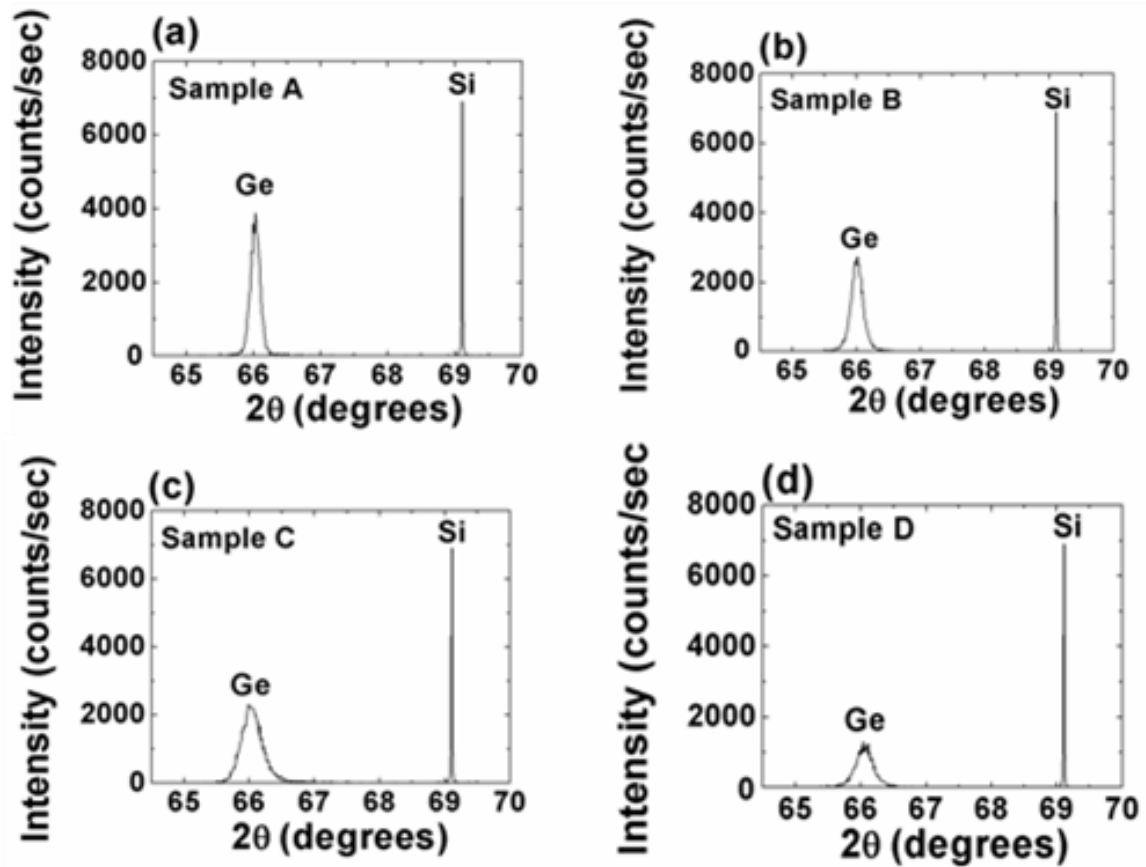 (a)
Intensity (counts/sec)
8000
6000
4000
2000
0
Sample A
Si
Ge
65 66 67 68 69 70
2θ (degrees)
(b)
Intensity (counts/sec)
8000
6000
4000
2000
0
Sample B
Si
Ge
65 66 67 68 69 70
2θ (degrees)
(c)
Intensity (counts/sec)
8000
6000
4000
2000
0
Sample C
Si
Ge
65 66 67 68 69 70
2θ (degrees)
(d)
Intensity (counts/sec
8000
6000
4000
2000
0
Sample D
Si
Ge
65 66 67 68 69 70
2θ (degrees)